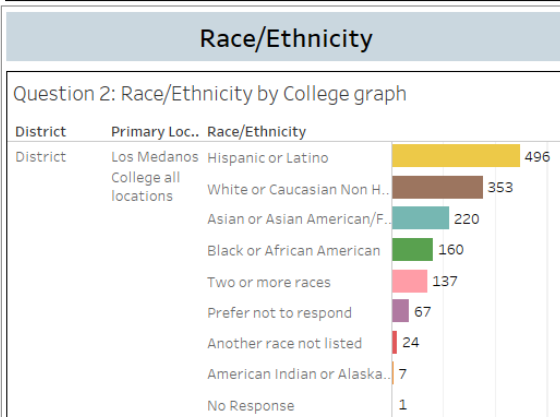 Race/Ethnicity
Question 2: Race/Ethnicity by College graph
District Primary Loc.. Race/Ethnicity
District Los Medanos College all locations
Hispanic or Latino 496
White or Caucasian Non H.. 353
Asian or Asian American/F.. 220
Black or African American 160
Two or more races 137
Prefer not to respond 67
Another race not listed 24
American Indian or Alaska.. 7
No Response 1